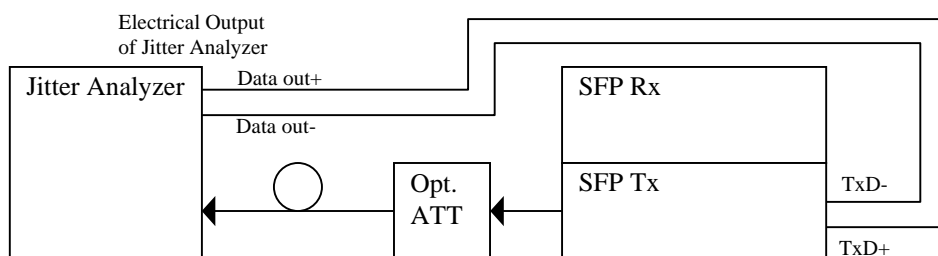 Electrical Output
of Jitter Analyzer
Jitter Analyzer
Data out+
Data out-
SFP Rx
SFP Tx
Opt.
ATT
TxD-
TxD+